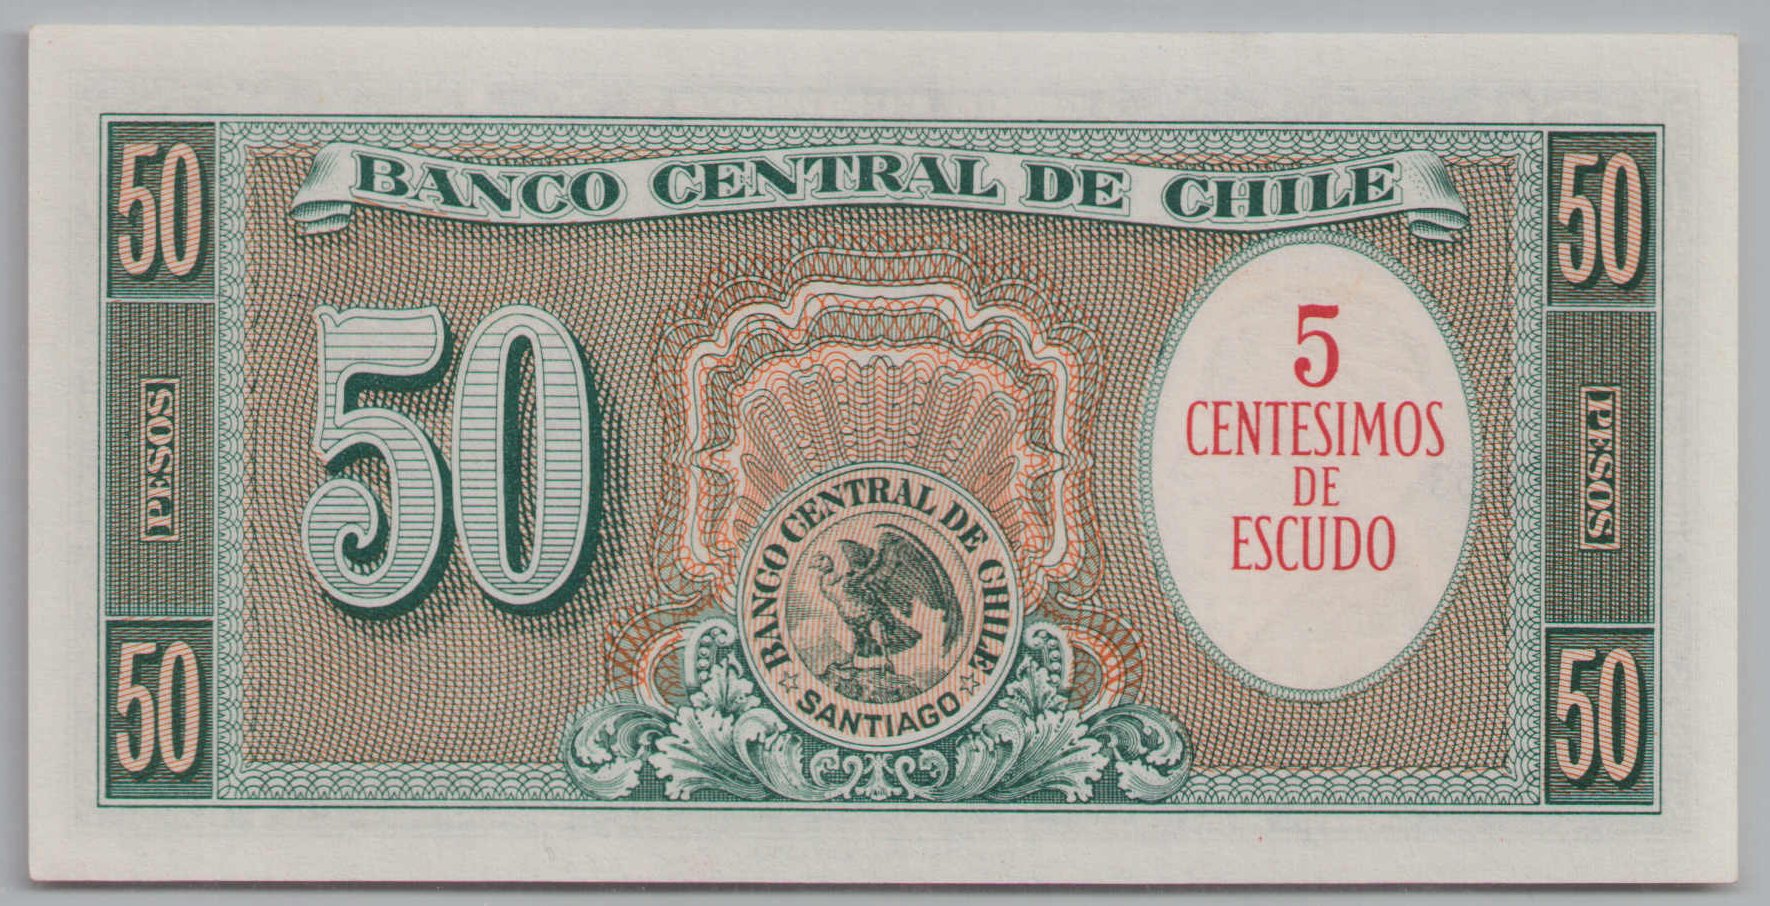 BANCO CENTRAL DE CHILE
50
50
50
5
CENTESIMOS
DE
ESCUDO
PESOS
PESOS
BANCO CENTRAL DE CHILE
SANTIAGO
50
50